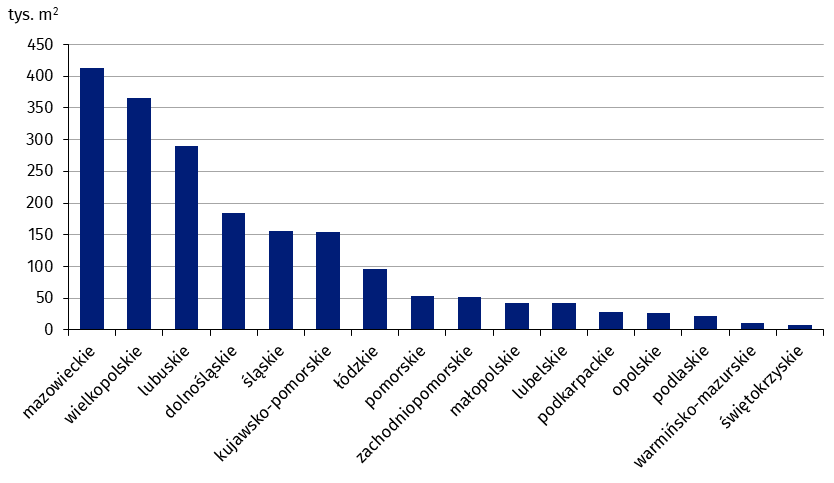 tys. m²
450
400
350
300
250
200
150
100
50
0
mazowieckie
wielkopolskie
lubuskie
dolnośląskie
śląskie
kujawsko-pomorskie
łódzkie
pomorskie
zachodniopomorskie
małopolskie
lubelskie
podkarpackie
opolskie
podlaskie
warmińsko-mazurskie
świętokrzyskie